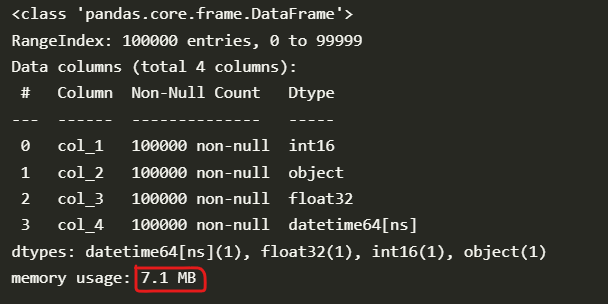 <class 'pandas.core.frame.DataFrame'>
RangeIndex: 100000 entries, 0 to 99999
Data columns (total 4 columns):
 #   Column  Non-Null Count   Dtype
---  ------  --------------   -----
 0   col_1   100000 non-null  int16
 1   col_2   100000 non-null  object
 2   col_3   100000 non-null  float32
 3   col_4   100000 non-null  datetime64[ns]
dtypes: datetime64[ns](1), float32(1), int16(1), object(1)
memory usage: 7.1 MB